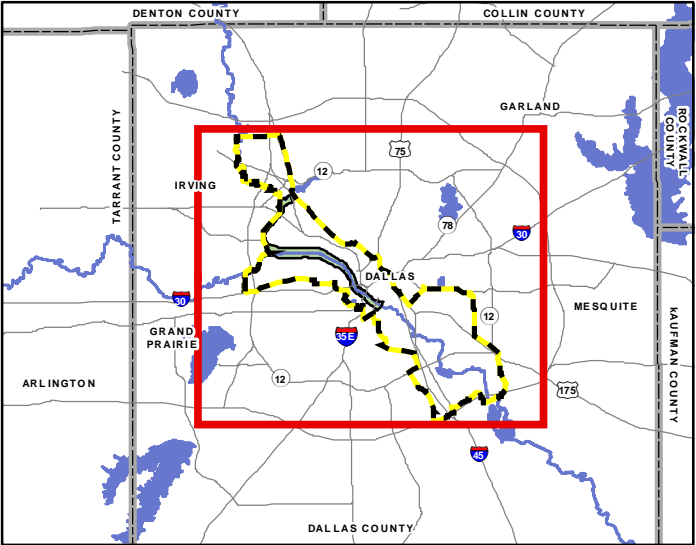 DENTON COUNTY
COLLIN COUNTY
GARLAND
TARRANT COUNTY
ROCKWALL
COUNTY
75
12
IRVING
78
30
DALLAS
30
12
MESQUITE
GRAND
PRAIRIE
35E
KAUFMAN COUNTY
12
ARLINGTON
175
45
DALLAS COUNTY